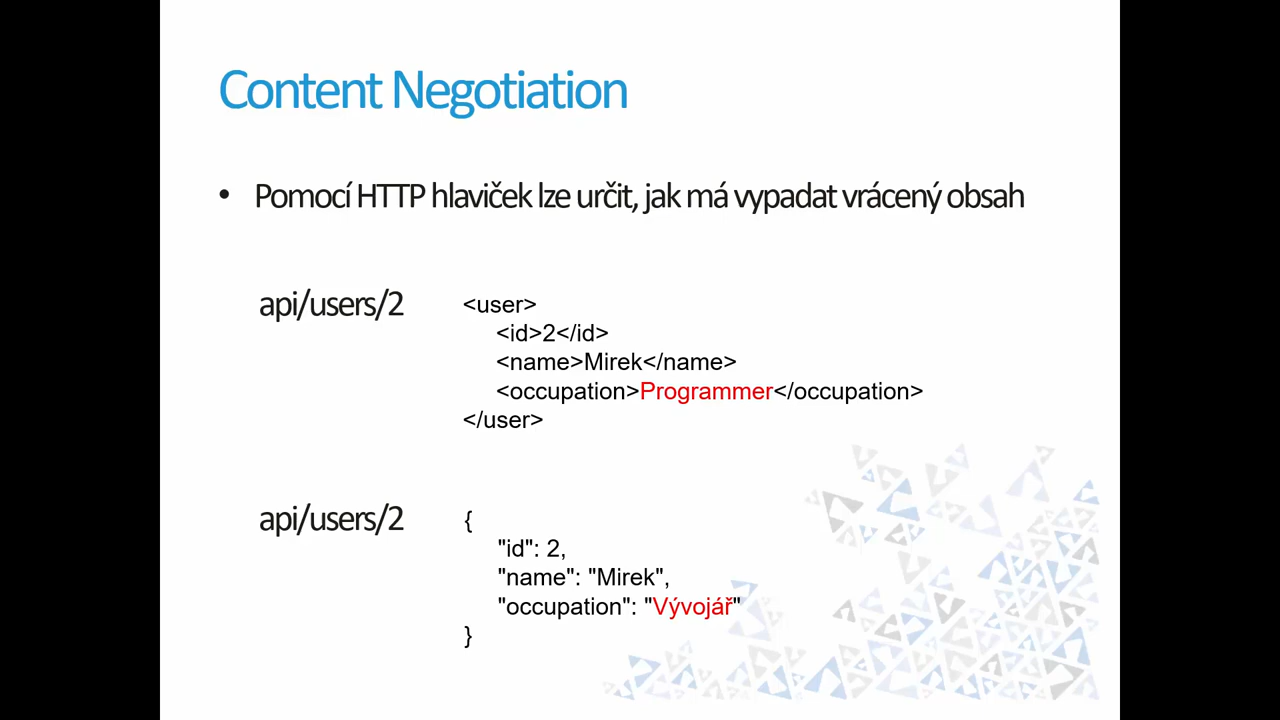 Content Negotiation
• Pomocí HTTP hlaviček lze určit, jak má vypadat vrácený obsah
api/users/2
<user>
<id>2</id>
<name>Mirek</name>
<occupation>Programmer</occupation>
</user>
api/users/2
{
"id": 2,
"name": "Mirek",
"occupation": "Vývojář"
}